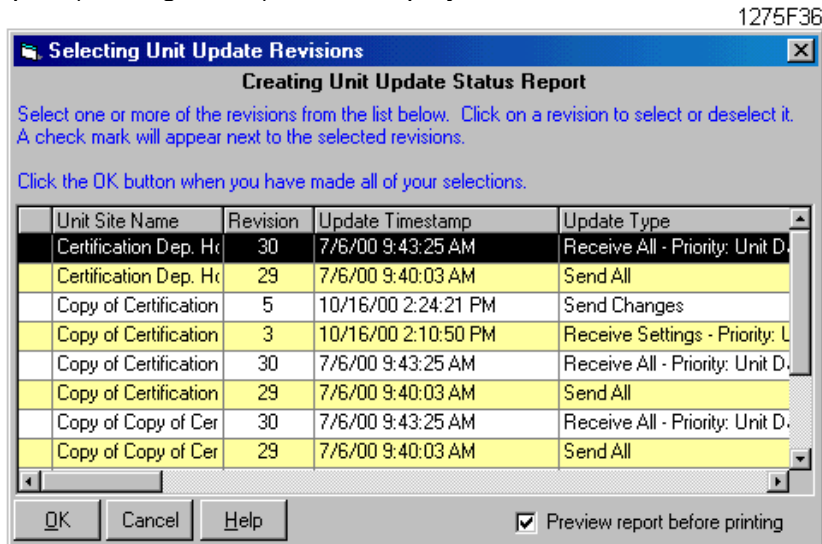 1275F36
Selecting Unit Update Revisions
Creating Unit Update Status Report
Select one or more of the revisions from the list below. Click on a revision to select or deselect it.
A check mark will appear next to the selected revisions.
Click the OK button when you have made all of your selections.
Unit Site Name Revision Update Timestamp Update Type
Certification Dep. 30 7/6/00 9:43:25 AM Receive All - Priority: Unit
Certification Dep. 29 7/6/00 9:40:03 AM Send All
Copy of Certification 5 10/16/00 2:24:21 PM Send Changes
Copy of Certification 3 10/16/00 2:10:50 PM Receive Settings - Priority:
Copy of Certification 30 7/6/00 9:43:25 AM Receive All - Priority: Unit
Copy of Certification 29 7/6/00 9:40:03 AM Send All
Copy of Copy of Cer 30 7/6/00 9:43:25 AM Receive All - Priority: Unit
Copy of Copy of Cer 29 7/6/00 9:40:03 AM Send All
OK Cancel Help Preview report before printing